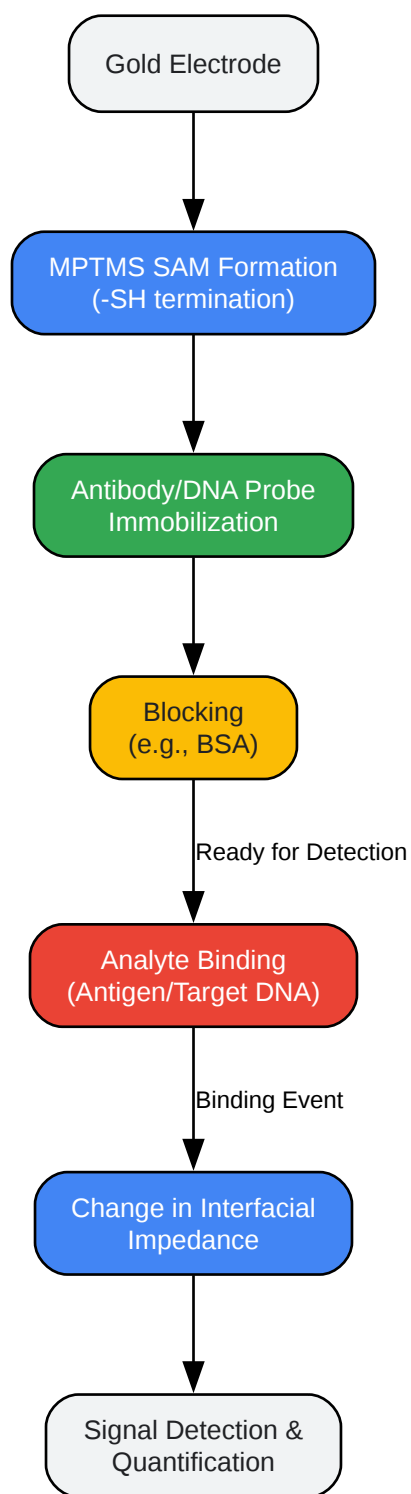 Gold Electrode
MPTMS SAM Formation
(-SH termination)
Antibody/DNA Probe
Immobilization
Blocking
(e.g., BSA)
Ready for Detection
Analyte Binding
(Antigen/Target DNA)
Binding Event
Change in Interfacial
Impedance
Signal Detection &
Quantification